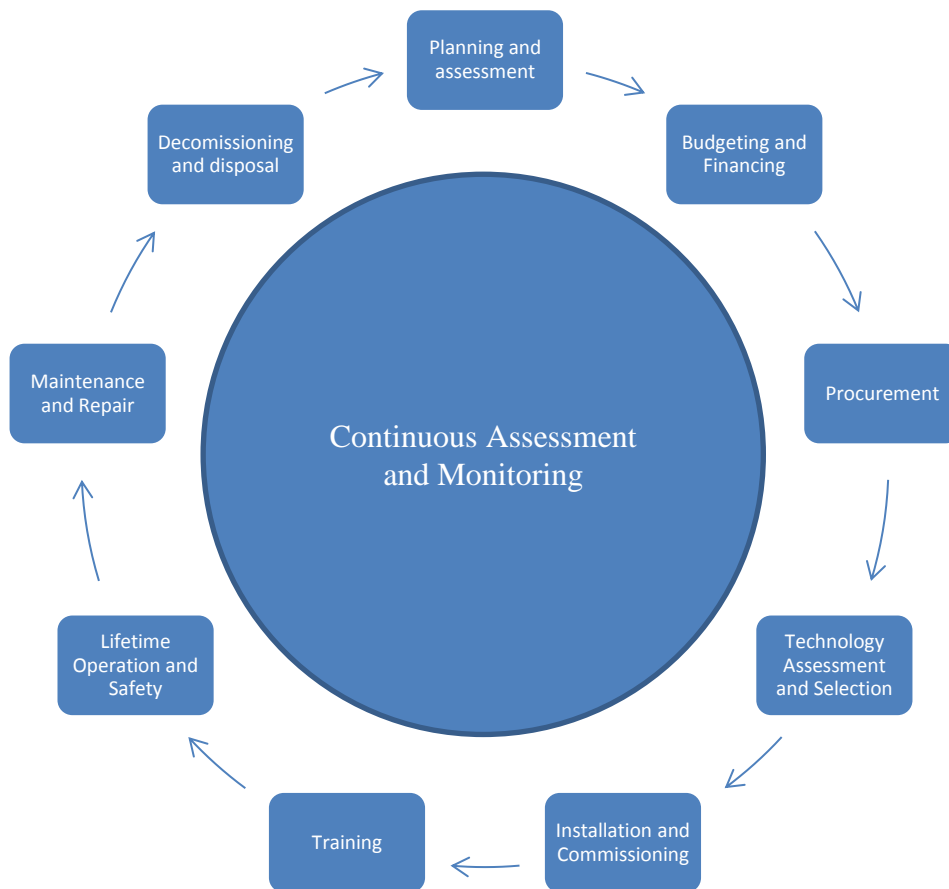 Planning and
assessment
Budgeting and
Financing
Procurement
Technology
Assessment
and Selection
Installation and
Commissioning
Training
Lifetime
Operation and
Safety
Maintenance
and Repair
Decomissioning
and disposal
Continuous Assessment
and Monitoring